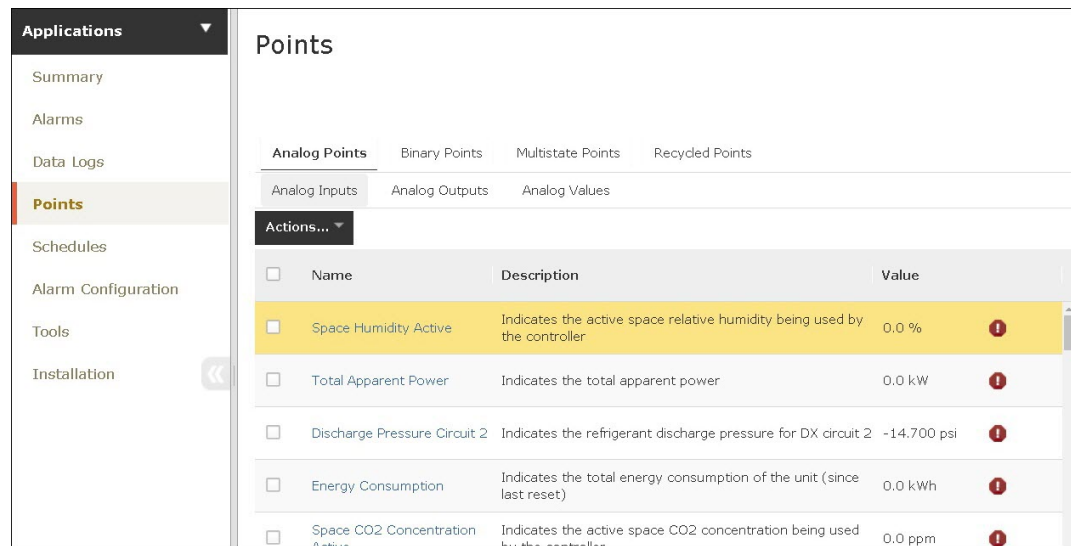 Applications
Summary
Alarms
Data Logs
Points
Schedules
Alarm Configuration
Tools
Installation
Points
Analog Points Binary Points Multistate Points Recycled Points
Analog Inputs Analog Outputs Analog Values
Actions...
Name Description Value
Space Humidity Active Indicates the active space relative humidity being used by 0.0 %
the controller
Total Apparent Power Indicates the total apparent power 0.0 kW
Discharge Pressure Circuit 2 Indicates the refrigerant discharge pressure for DX circuit 2 -14.700 psi
Energy Consumption Indicates the total energy consumption of the unit (since 0.0 kWh
last reset)
Space CO2 Concentration Indicates the active space CO2 concentration being used 0.0 ppm
Active by the controller